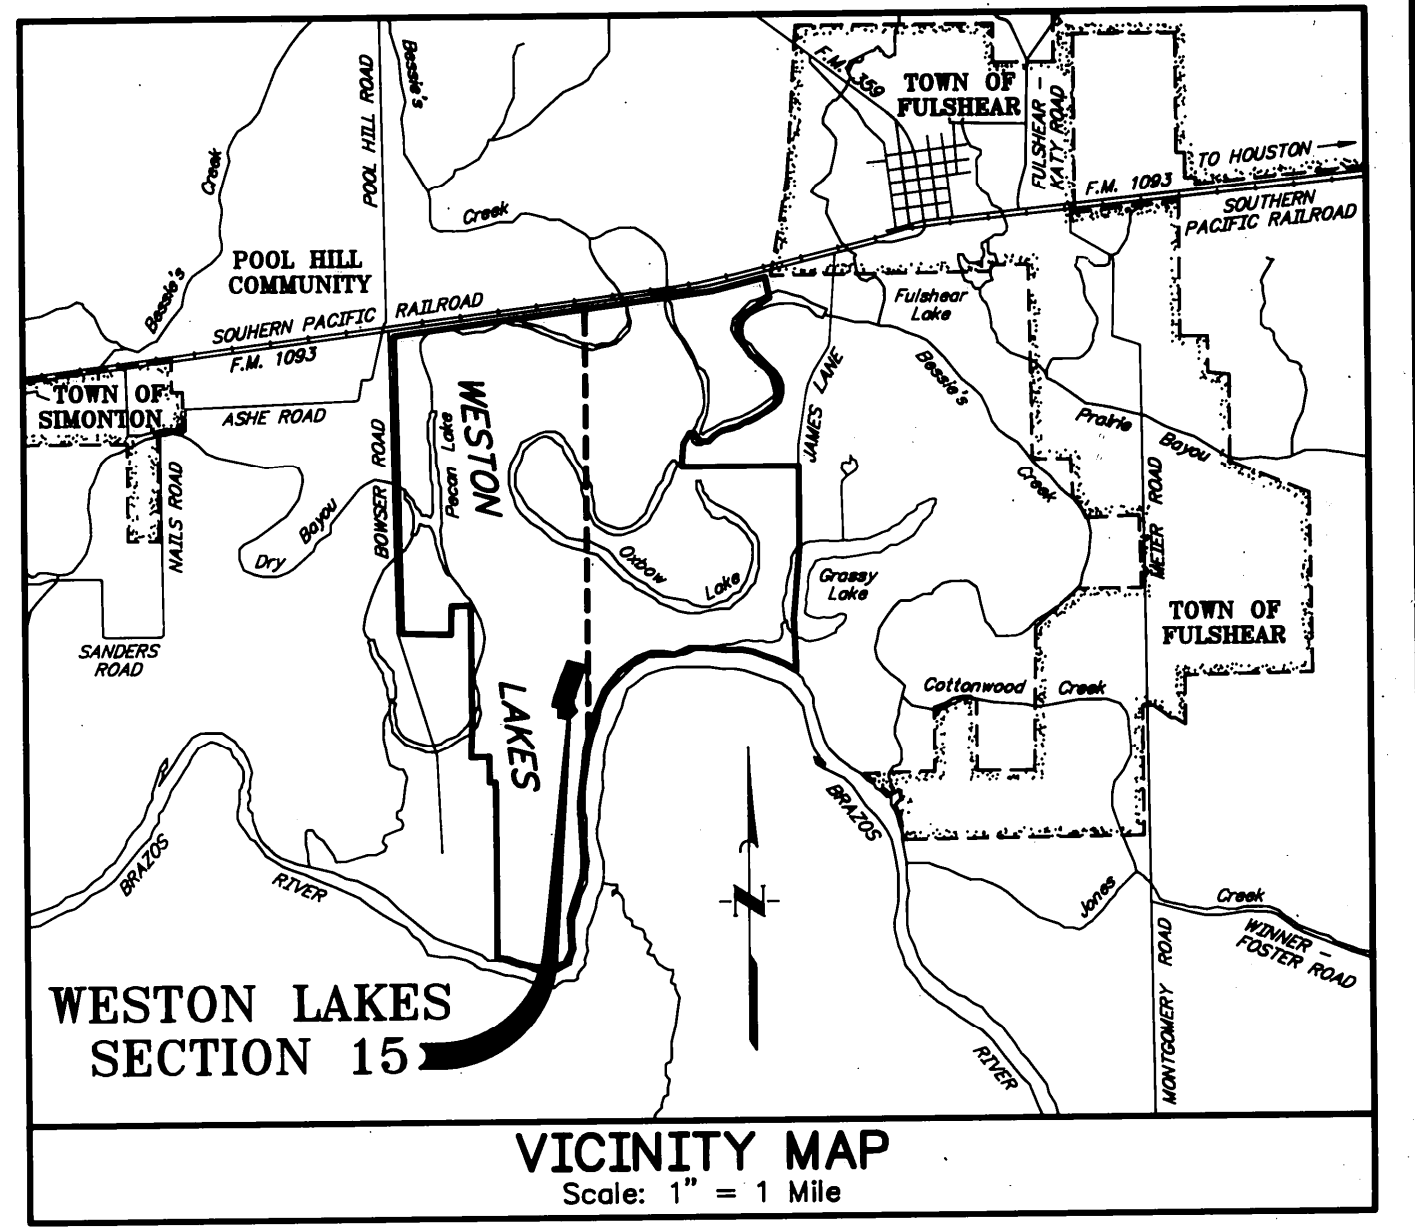 Bessie's
Creek
POOL HILL ROAD
Creek
Bessie's
POOL HILL
COMMUNITY
F.M. 359
TOWN OF
FULSHEAR
FULSHEAR -
KATY ROAD
TO HOUSTON
F.M. 1093
SOUTHERN
PACIFIC RAILROAD
SOUHERN PACIFIC RAILROAD
F.M. 1093
Fulshear
Lake
TOWN OF
SIMONTON
ASHE ROAD
BOWSER ROAD
Pecan Lake
WESTON
LAKES
JAMES LANE
Bessie's
Creek
Prairie
Bayou
NAILS ROAD
Dry
Bayou
Oxbow
Lake
Grassy
Lake
MEIER ROAD
TOWN OF
FULSHEAR
SANDERS
ROAD
Cottonwood Creek
BRAZOS
RIVER
BRAZOS
RIVER
N
Jones
Creek
WINNER -
FOSTER ROAD
MONTGOMERY ROAD
WESTON LAKES
SECTION 15
VICINITY MAP
Scale: 1" = 1 Mile